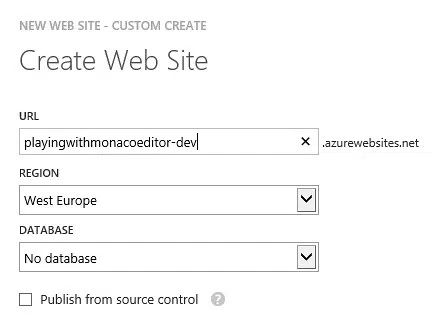 NEW WEB SITE - CUSTOM CREATE
Create Web Site
URL
playingwithmonacoeditor-dev .azurewebsites.net
REGION
West Europe
DATABASE
No database
Publish from source control ?